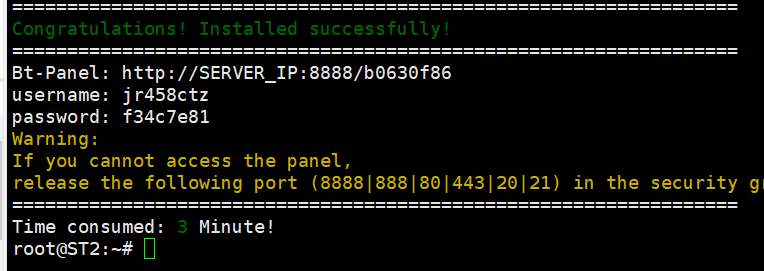 ==================================================================
Congratulations! Installed successfully!
==================================================================
Bt-Panel: http://SERVER_IP:8888/b0630f86
username: jr458ctz
password: f34c7e81
Warning:
If you cannot access the panel,
release the following port (8888|888|80|443|20|21) in the security
==================================================================
Time consumed: 3 Minute!
root@ST2:~#